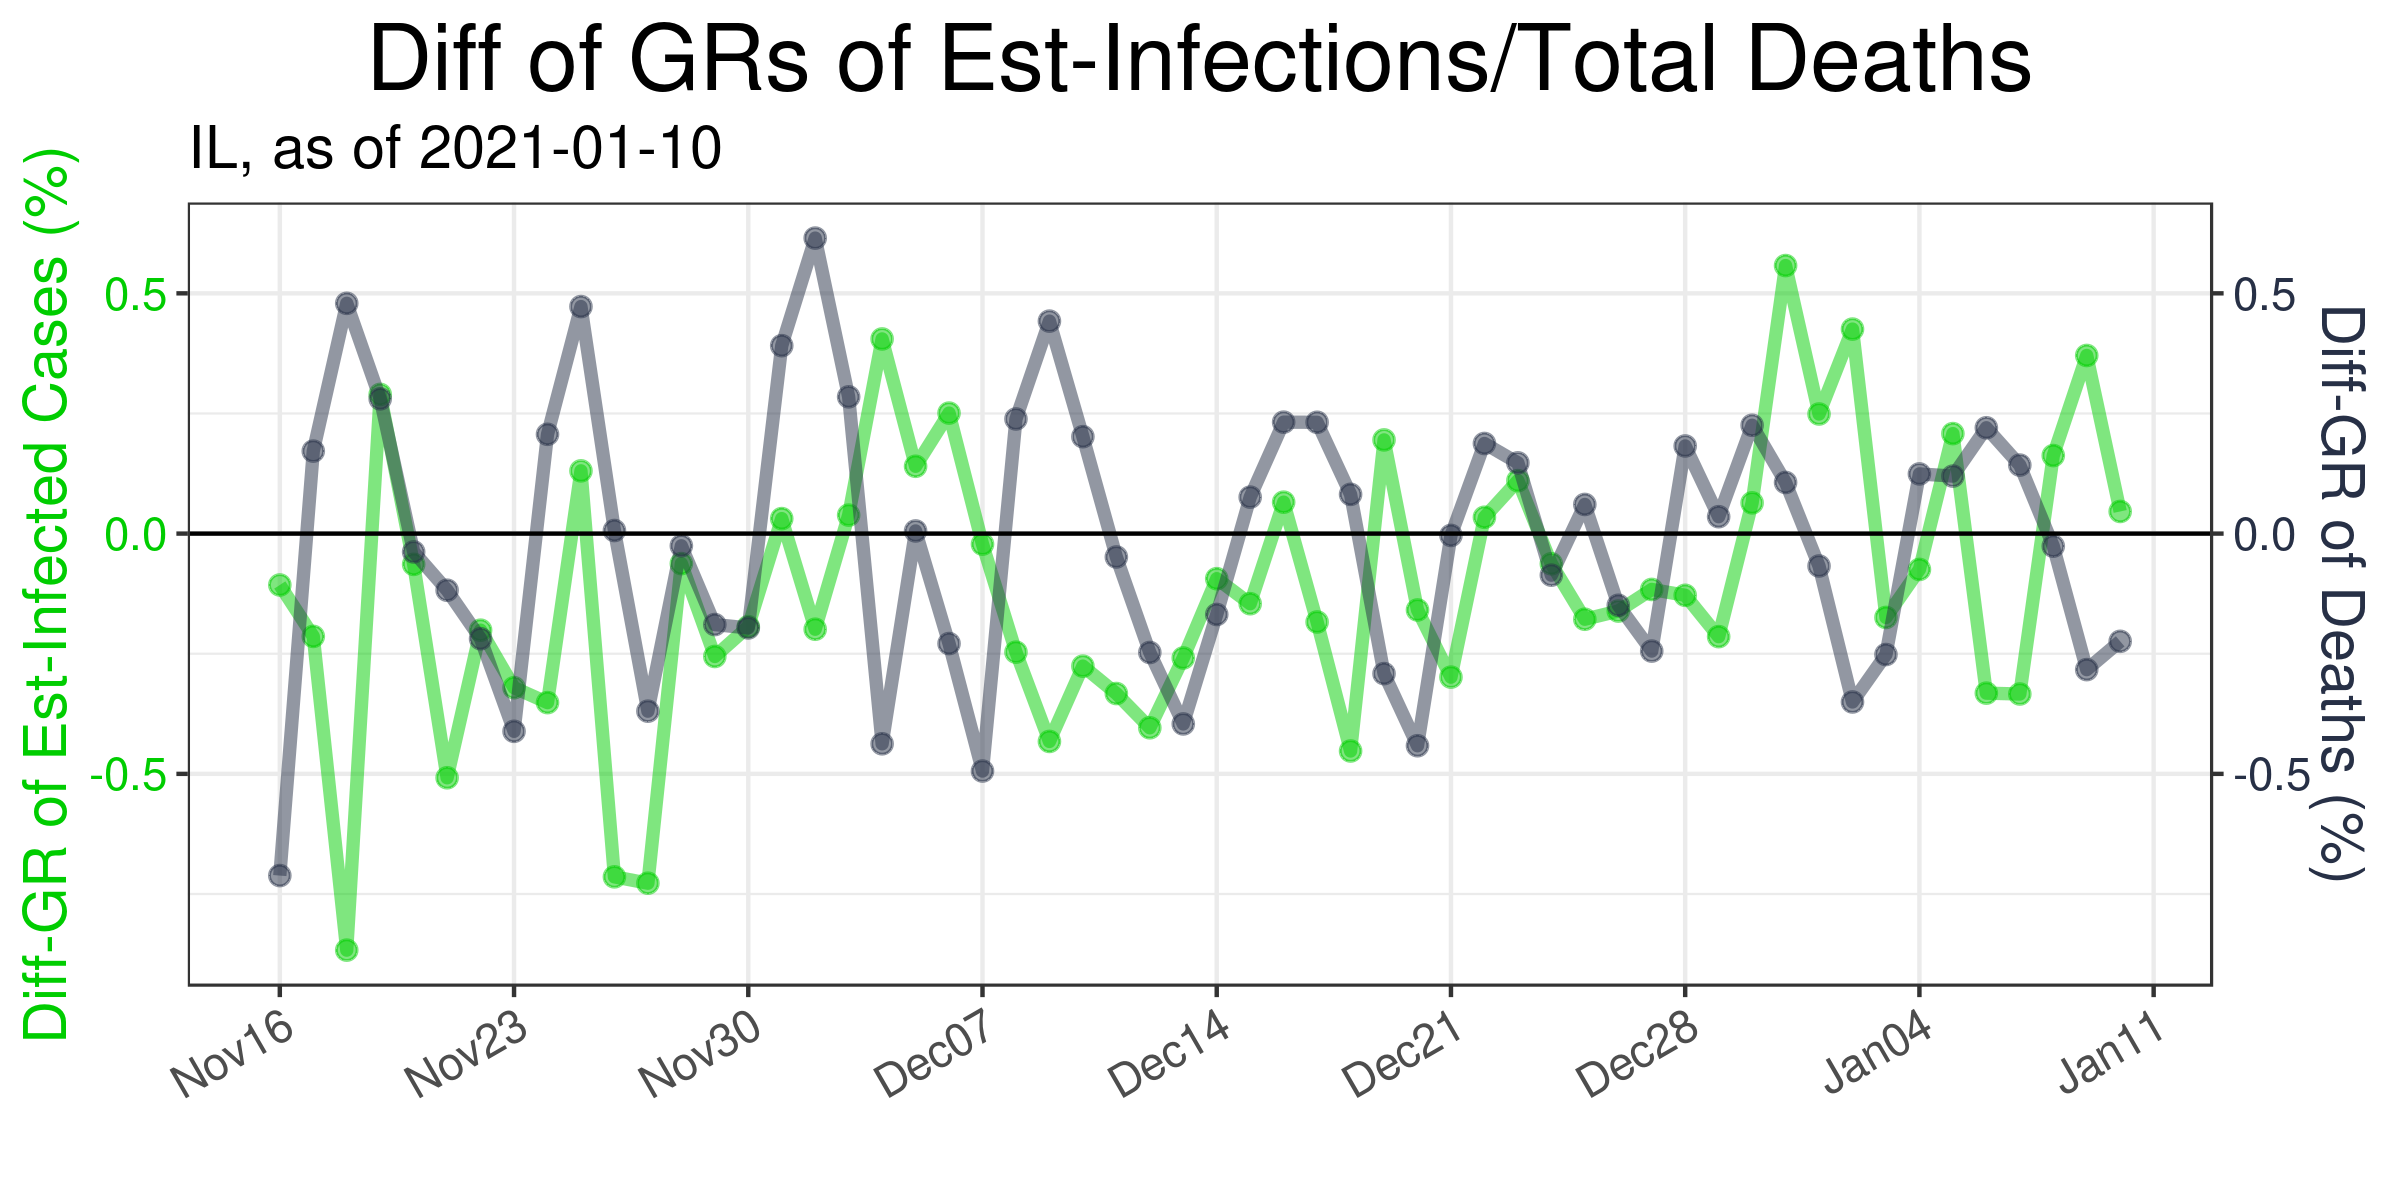 Diff of GRs of Est-Infections/Total Deaths
IL, as of 2021-01-10
Diff-GR of Est-Infected Cases (%)
0.5
0.0
-0.5
0.5
0.0
-0.5
Diff-GR of Deaths (%)
Nov16
Nov23
Nov30
Dec07
Dec14
Dec21
Dec28
Jan04
Jan11